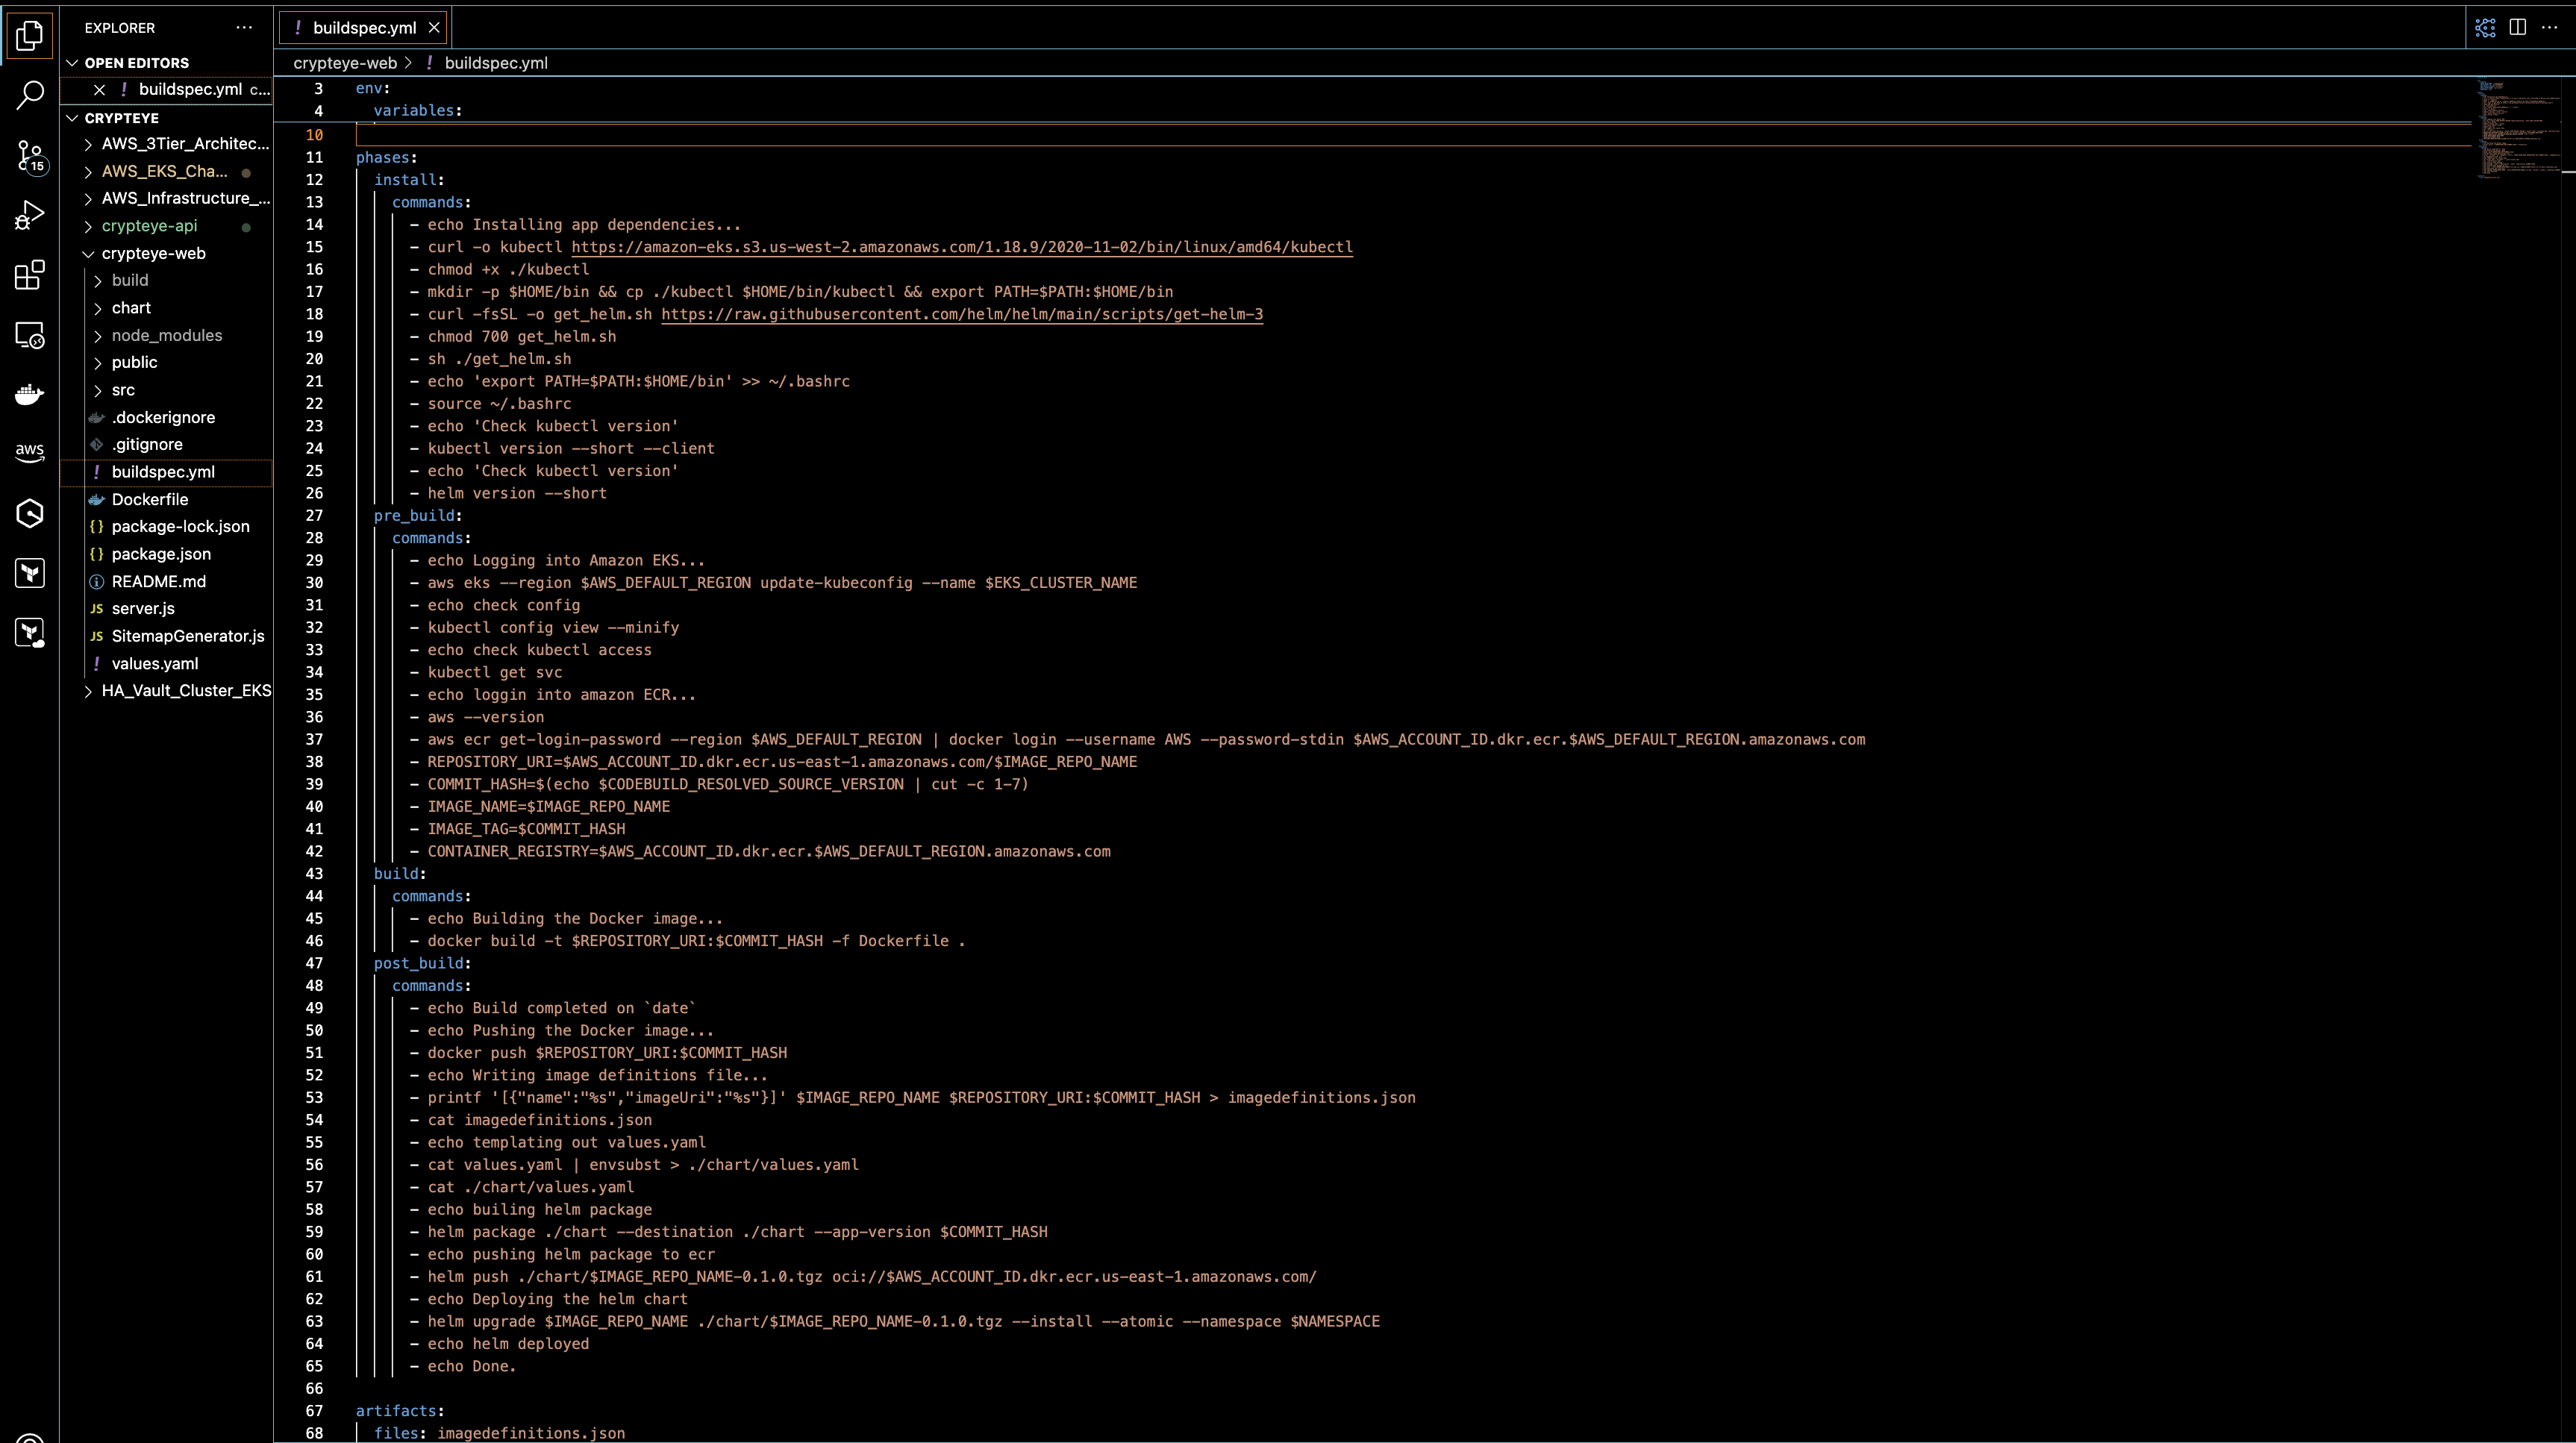 EXPLORER
OPEN EDITORS
buildspec.yml c...
CRYPTEYE
AWS_3Tier_Architec...
AWS_EKS_Cha...
AWS_Infrastructure_...
crypteye-api
crypteye-web
build
chart
node_modules
public
src
.dockerignore
.gitignore
buildspec.yml
Dockerfile
package-lock.json
package.json
README.md
JS server.js
JS SitemapGenerator.js
values.yaml
HA_Vault_Cluster_EKS
15
aws
! buildspec.yml
crypteye-web > ! buildspec.yml
3 env:
4 variables:
10
11 phases:
12 install:
13 commands:
14 - echo Installing app dependencies...
15 - curl -o kubectl https://amazon-eks.s3.us-west-2.amazonaws.com/1.18.9/2020-11-02/bin/linux/amd64/kubectl
16 - chmod +x ./kubectl
17 - mkdir -p $HOME/bin && cp ./kubectl $HOME/bin/kubectl && export PATH=$PATH:$HOME/bin
18 - curl -fsSL -o get_helm.sh https://raw.githubusercontent.com/helm/helm/main/scripts/get-helm-3
19 - chmod 700 get_helm.sh
20 - sh ./get_helm.sh
21 - echo 'export PATH=$PATH:$HOME/bin' >> ~/.bashrc
22 - source ~/.bashrc
23 - echo 'Check kubectl version'
24 - kubectl version --short --client
25 - echo 'Check kubectl version'
26 - helm version --short
27 pre_build:
28 commands:
29 - echo Logging into Amazon EKS...
30 - aws eks --region $AWS_DEFAULT_REGION update-kubeconfig --name $EKS_CLUSTER_NAME
31 - echo check config
32 - kubectl config view --minify
33 - echo check kubectl access
34 - kubectl get svc
35 - echo loggin into amazon ECR...
36 - aws --version
37 - aws ecr get-login-password --region $AWS_DEFAULT_REGION | docker login --username AWS --password-stdin $AWS_ACCOUNT_ID.dkr.ecr.$AWS_DEFAULT_REGION.amazonaws.com
38 - REPOSITORY_URI=$AWS_ACCOUNT_ID.dkr.ecr.us-east-1.amazonaws.com/$IMAGE_REPO_NAME
39 - COMMIT_HASH=$(echo $CODEBUILD_RESOLVED_SOURCE_VERSION | cut -c 1-7)
40 - IMAGE_NAME=$IMAGE_REPO_NAME
41 - IMAGE_TAG=$COMMIT_HASH
42 - CONTAINER_REGISTRY=$AWS_ACCOUNT_ID.dkr.ecr.$AWS_DEFAULT_REGION.amazonaws.com
43 build:
44 commands:
45 - echo Building the Docker image...
46 - docker build -t $REPOSITORY_URI:$COMMIT_HASH -f Dockerfile .
47 post_build:
48 commands:
49 - echo Build completed on `date`
50 - echo Pushing the Docker image...
51 - docker push $REPOSITORY_URI:$COMMIT_HASH
52 - echo Writing image definitions file...
53 - printf '[{"name":"%s","imageUri":"%s"}]' $IMAGE_REPO_NAME $REPOSITORY_URI:$COMMIT_HASH > imagedefinitions.json
54 - cat imagedefinitions.json
55 - echo templating out values.yaml
56 - cat values.yaml | envsubst > ./chart/values.yaml
57 - cat ./chart/values.yaml
58 - echo builing helm package
59 - helm package ./chart --destination ./chart --app-version $COMMIT_HASH
60 - echo pushing helm package to ecr
61 - helm push ./chart/$IMAGE_REPO_NAME-0.1.0.tgz oci://$AWS_ACCOUNT_ID.dkr.ecr.us-east-1.amazonaws.com/
62 - echo Deploying the helm chart
63 - helm upgrade $IMAGE_REPO_NAME ./chart/$IMAGE_REPO_NAME-0.1.0.tgz --install --atomic --namespace $NAMESPACE
64 - echo helm deployed
65 - echo Done.
66
67 artifacts:
68 files: imagedefinitions.json